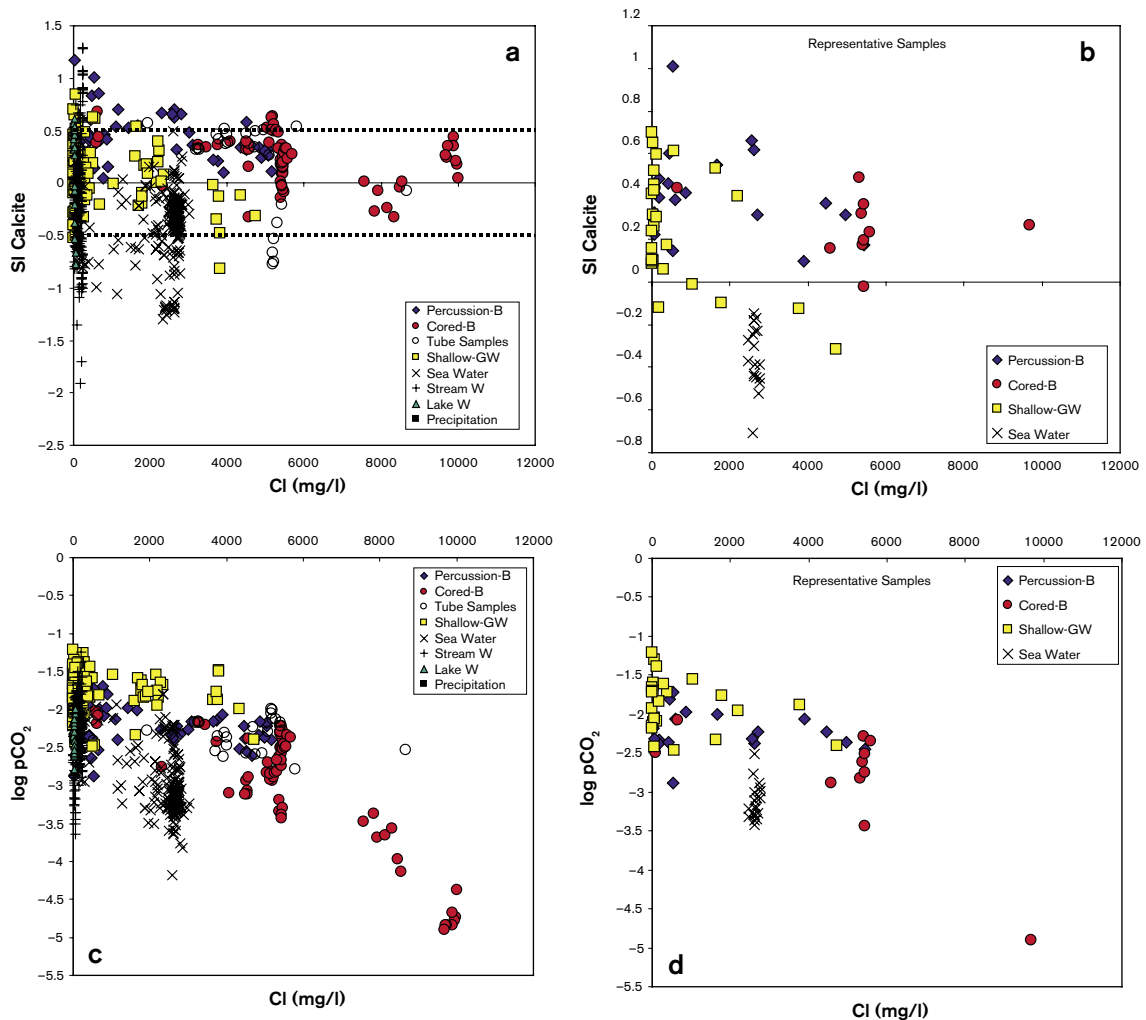 a
1.5
1
0.5
0
−0.5
−1
−1.5
−2
−2.5
SI Calcite
0 2000 4000 6000 8000 10000 12000
Cl (mg/l)
Percussion-B
Cored-B
Tube Samples
Shallow-GW
Sea Water
Stream W
Lake W
Precipitation
b
Representative Samples
1.2
1
0.8
0.6
0.4
0.2
0
−0.2
−0.4
−0.6
−0.8
SI Calcite
0 2000 4000 6000 8000 10000 12000
Cl (mg/l)
Percussion-B
Cored-B
Shallow-GW
Sea Water
0 2000 4000 6000 8000 10000 12000
0
−0.5
−1
−1.5
−2
−2.5
−3
−3.5
−4
−4.5
−5
−5.5
log pCO2
Percussion-B
Cored-B
Tube Samples
Shallow-GW
Sea Water
Stream W
Lake W
Precipitation
c
Cl (mg/l)
0 2000 4000 6000 8000 10000 12000
Representative Samples
0
−0.5
−1
−1.5
−2
−2.5
−3
−3.5
−4
−4.5
−5
−5.5
log pCO2
Percussion-B
Cored-B
Shallow-GW
Sea Water
d
Cl (mg/l)